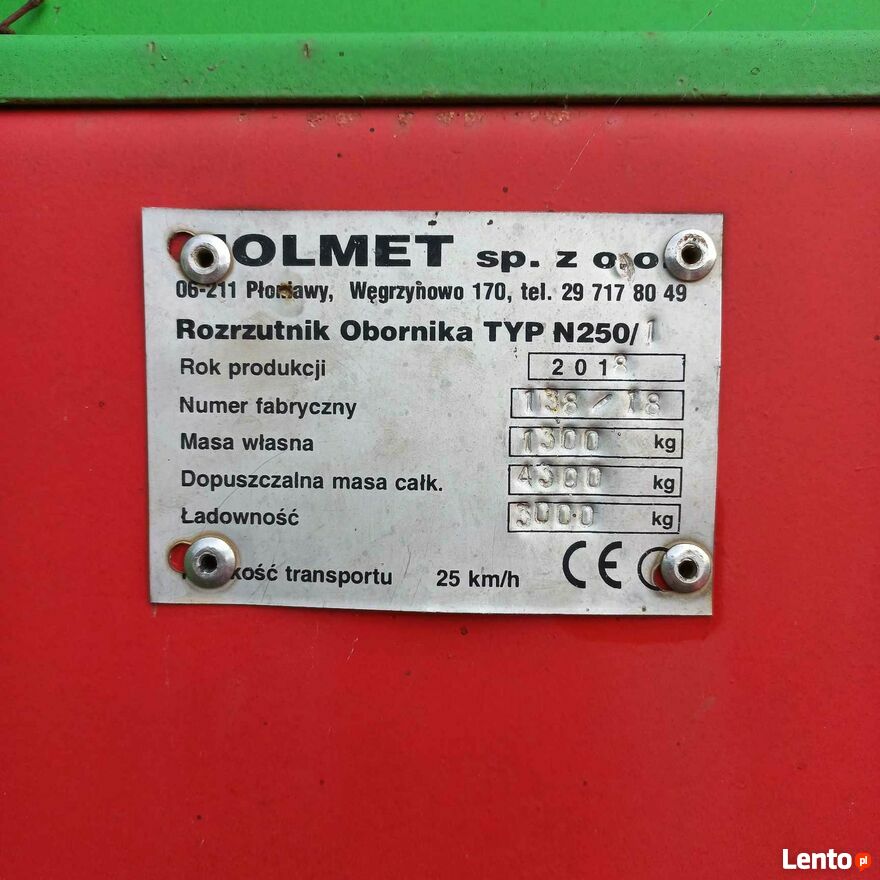 OLMET sp. z o.o
06-211 Płoniawy, Węgrzynowo 170, tel. 29 717 80 49
Rozrzutnik Obornika TYP N250/1
Rok produkcji 2018
Numer fabryczny 138/18
Masa własna 1300 kg
Dopuszczalna masa całk. 4300 kg
Ładowność 3000 kg
kość transportu 25 km/h CE
Lento.pl